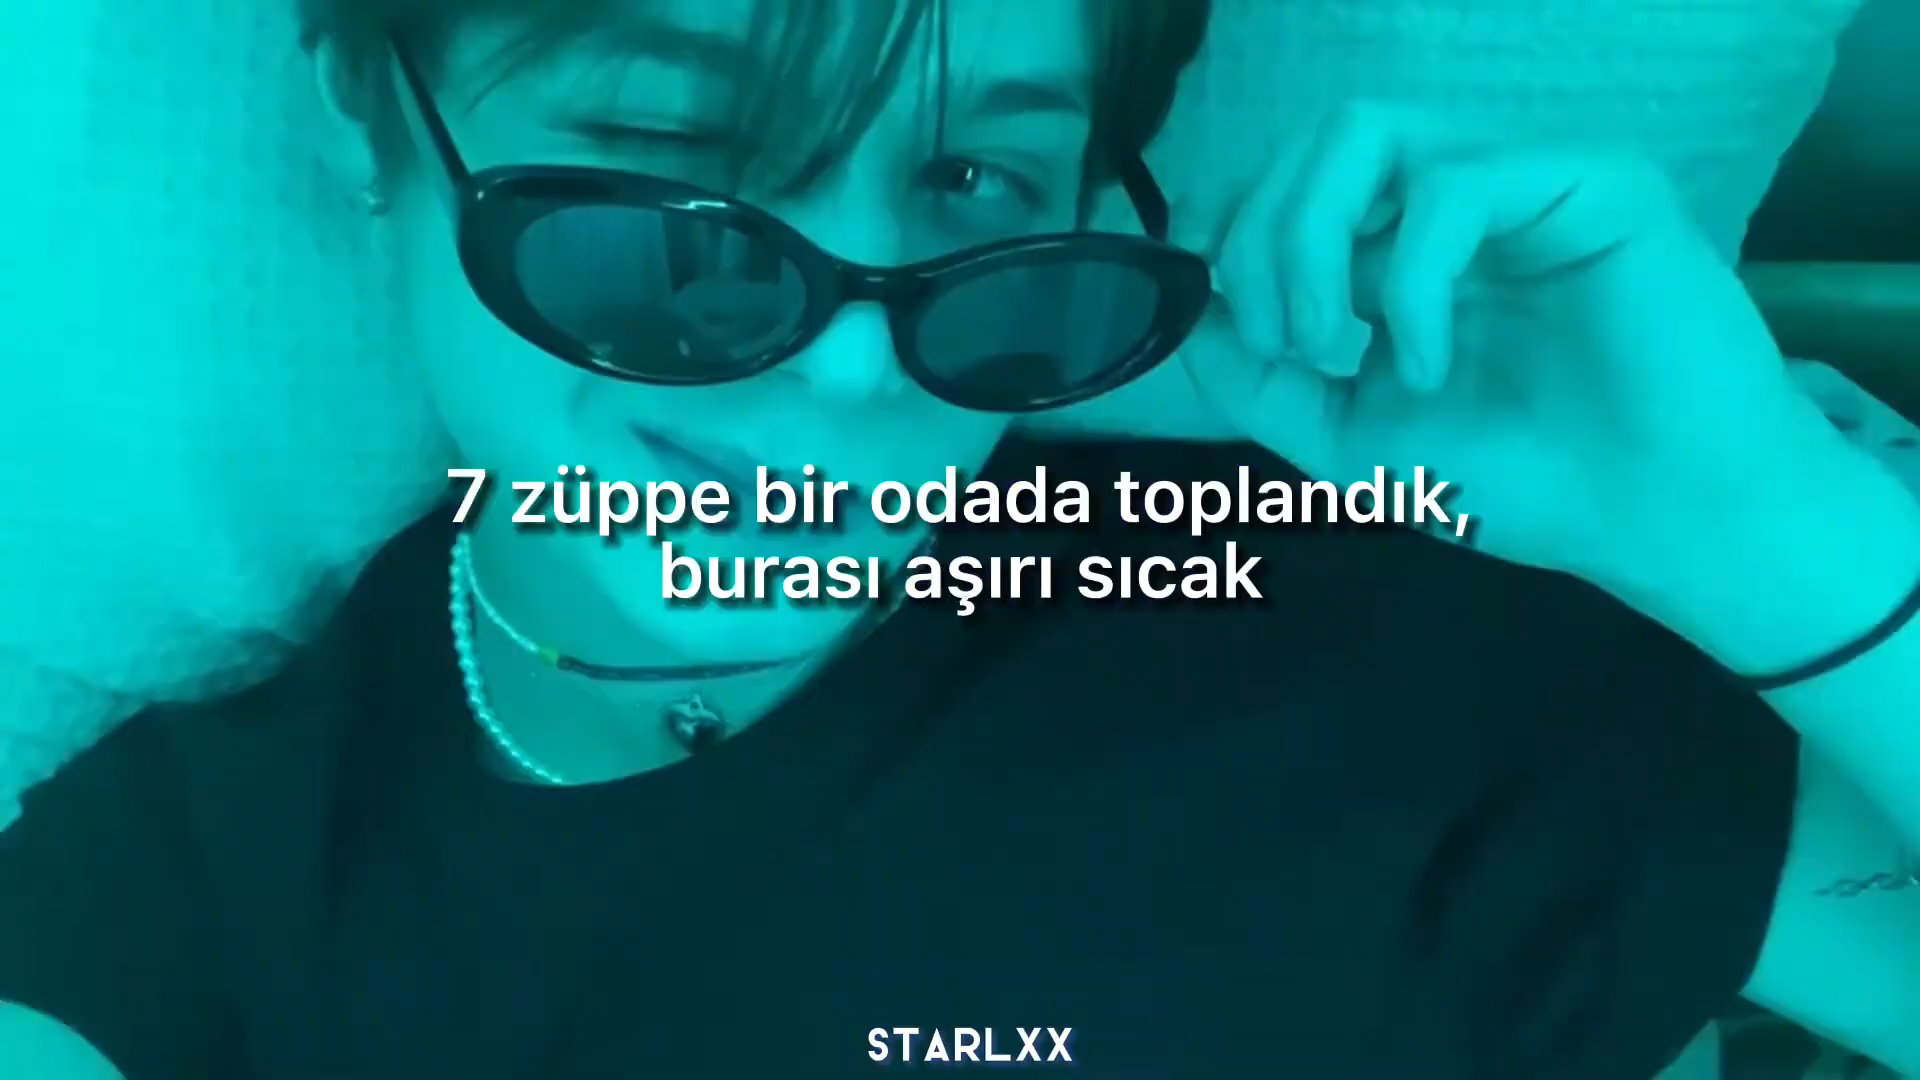 7 züppe bir odada toplandık,
burası aşırı sıcak
STARLXX